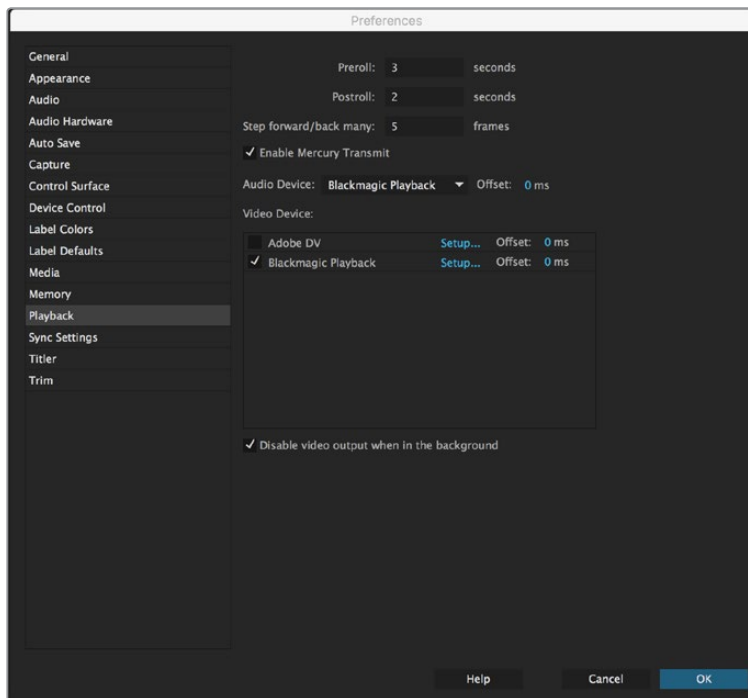 Preferences
General
Appearance
Audio
Audio Hardware
Auto Save
Capture
Control Surface
Device Control
Label Colors
Label Defaults
Media
Memory
Playback
Sync Settings
Titler
Trim
Preroll: 3 seconds
Postroll: 2 seconds
Step forward/back many: 5 frames
Enable Mercury Transmit
Audio Device: Blackmagic Playback Offset: 0 ms
Video Device:
Adobe DV Setup... Offset: 0 ms
Blackmagic Playback Setup... Offset: 0 ms
Disable video output when in the background
Help Cancel OK